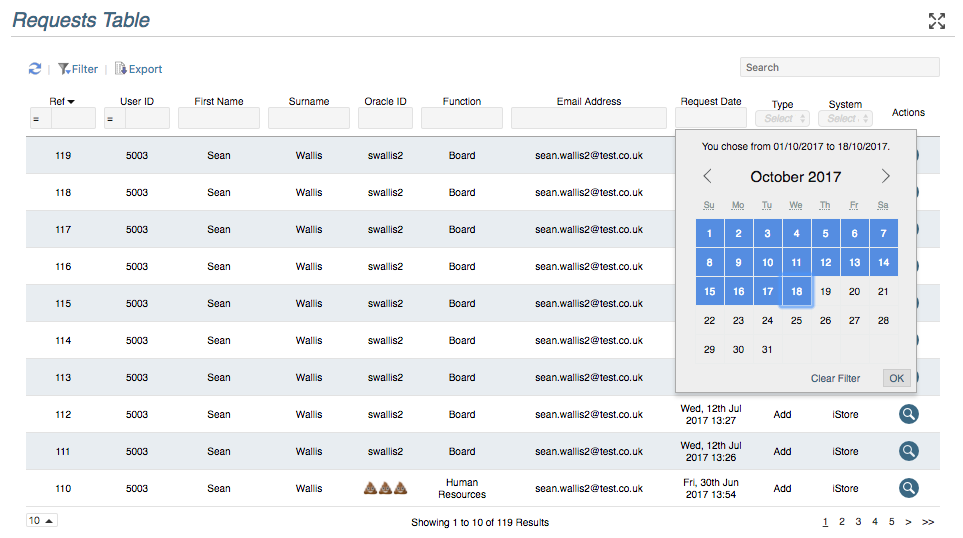 Requests Table
Filter
Export
Search
Ref User ID First Name Surname Oracle ID Function Email Address Request Date Type System Actions
= = Select Select
You chose from 01/10/2017 to 18/10/2017.
October 2017
Su Mo Tu We Th Fr Sa
1 2 3 4 5 6 7
8 9 10 11 12 13 14
15 16 17 18 19 20 21
22 23 24 25 26 27 28
29 30 31
Clear Filter OK
119 5003 Sean Wallis swallis2 Board sean.wallis2@test.co.uk
118 5003 Sean Wallis swallis2 Board sean.wallis2@test.co.uk
117 5003 Sean Wallis swallis2 Board sean.wallis2@test.co.uk
116 5003 Sean Wallis swallis2 Board sean.wallis2@test.co.uk
115 5003 Sean Wallis swallis2 Board sean.wallis2@test.co.uk
114 5003 Sean Wallis swallis2 Board sean.wallis2@test.co.uk
113 5003 Sean Wallis swallis2 Board sean.wallis2@test.co.uk
112 5003 Sean Wallis swallis2 Board sean.wallis2@test.co.uk Wed, 12th Jul 2017 13:27 Add iStore
111 5003 Sean Wallis swallis2 Board sean.wallis2@test.co.uk Wed, 12th Jul 2017 13:26 Add iStore
110 5003 Sean Wallis 💩💩💩 Human Resources sean.wallis2@test.co.uk Fri, 30th Jun 2017 13:54 Add iStore
10 Showing 1 to 10 of 119 Results 1 2 3 4 5 > >>